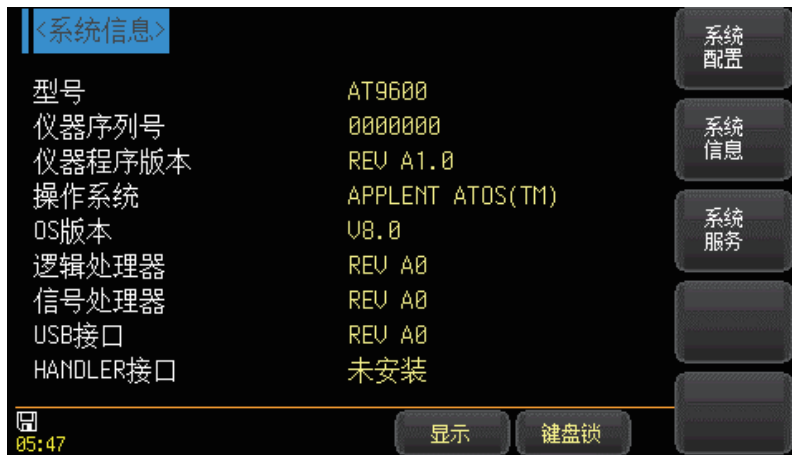 <系统信息>
型号 AT9600
仪器序列号 0000000
仪器程序版本 REV A1.0
操作系统 APPLENT ATOS(TM)
OS版本 V8.0
逻辑处理器 REV A0
信号处理器 REV A0
USB接口 REV A0
HANDLER接口 未安装
系统
配置
系统
信息
系统
服务
05:47
显示 键盘锁